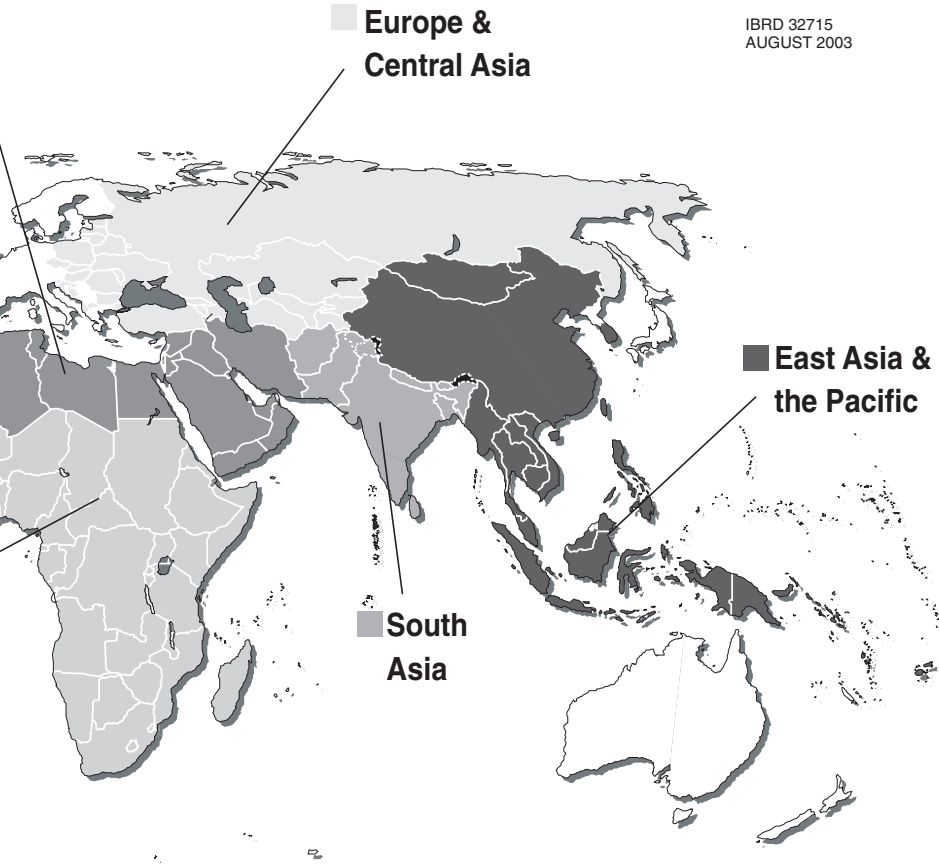 Europe &
Central Asia
IBRD 32715
AUGUST 2003
East Asia &
the Pacific
South
Asia